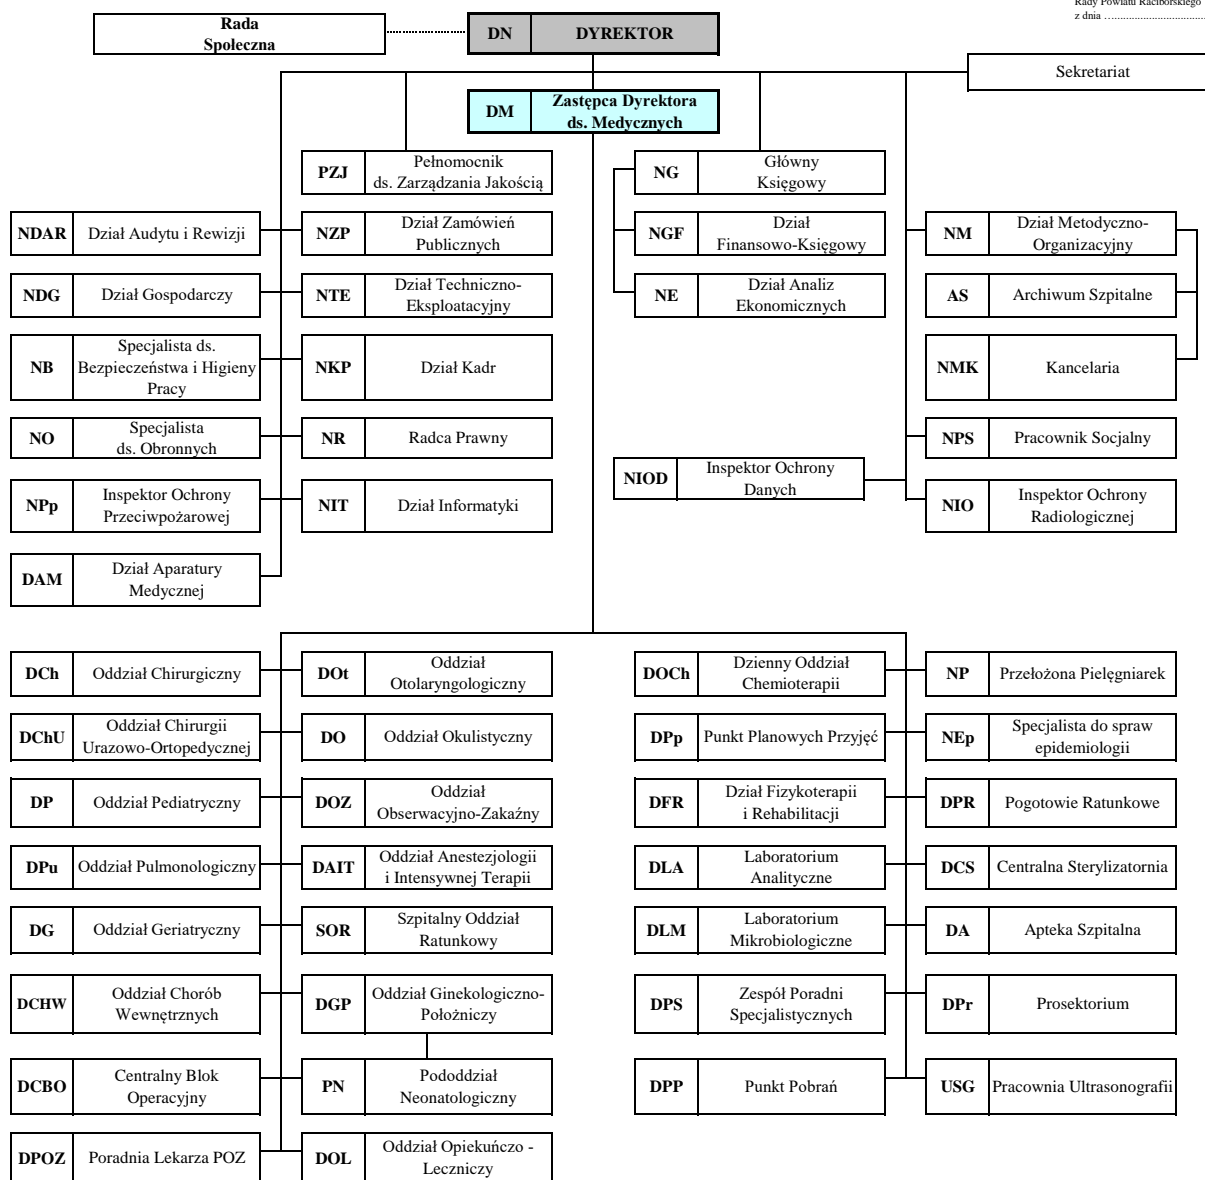 Rady Powiatu Raciborskiego
z dnia …...................................
Rada
Społeczna
DN DYREKTOR
Sekretariat
DM Zastępca Dyrektora
ds. Medycznych
PZJ Pełnomocnik
ds. Zarządzania Jakością
NG Główny
Księgowy
NDAR Dział Audytu i Rewizji
NZP Dział Zamówień
Publicznych
NGF Dział
Finansowo-Księgowy
NM Dział Metodyczno-
Organizacyjny
NDG Dział Gospodarczy
NTE Dział Techniczno-
Eksploatacyjny
NE Dział Analiz
Ekonomicznych
AS Archiwum Szpitalne
NB Specjalista ds.
Bezpieczeństwa i Higieny
Pracy
NKP Dział Kadr
NMK Kancelaria
NO Specjalista
ds. Obronnych
NR Radca Prawny
NPS Pracownik Socjalny
NIOD Inspektor Ochrony
Danych
NPp Inspektor Ochrony
Przeciwpożarowej
NIT Dział Informatyki
NIO Inspektor Ochrony
Radiologicznej
DAM Dział Aparatury
Medycznej
DCh Oddział Chirurgiczny
DOt Oddział
Otolaryngologiczny
DOCh Dzienny Oddział
Chemioterapii
NP Przełożona Pielęgniarek
DChU Oddział Chirurgii
Urazowo-Ortopedycznej
DO Oddział Okulistyczny
DPp Punkt Planowych Przyjęć
NEp Specjalista do spraw
epidemiologii
DP Oddział Pediatryczny
DOZ Oddział
Obserwacyjno-Zakaźny
DFR Dział Fizykoterapii
i Rehabilitacji
DPR Pogotowie Ratunkowe
DPu Oddział Pulmonologiczny
DAIT Oddział Anestezjologii
i Intensywnej Terapii
DLA Laboratorium
Analityczne
DCS Centralna Sterylizatornia
DG Oddział Geriatryczny
SOR Szpitalny Oddział
Ratunkowy
DLM Laboratorium
Mikrobiologiczne
DA Apteka Szpitalna
DCHW Oddział Chorób
Wewnętrznych
DGP Oddział Ginekologiczno-
Położniczy
DPS Zespół Poradni
Specjalistycznych
DPr Prosektorium
DCBO Centralny Blok
Operacyjny
PN Pododdział
Neonatologiczny
DPP Punkt Pobrań
USG Pracownia Ultrasonografii
DPOZ Poradnia Lekarza POZ
DOL Oddział Opiekuńczo -
Leczniczy